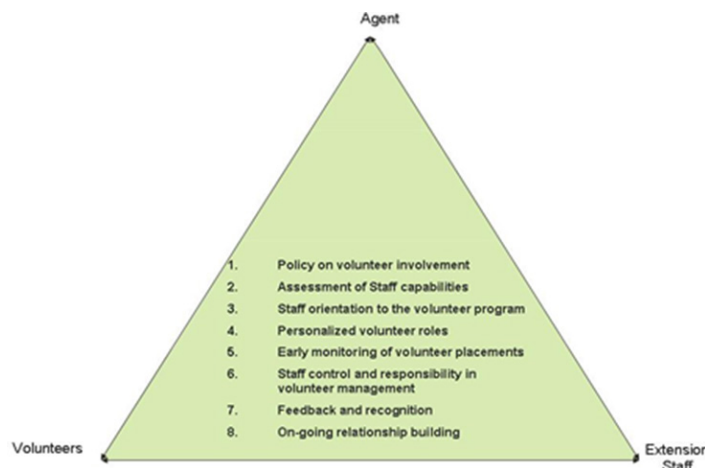 Agent
1. Policy on volunteer involvement
2. Assessment of Staff capabilities
3. Staff orientation to the volunteer program
4. Personalized volunteer roles
5. Early monitoring of volunteer placements
6. Staff control and responsibility in
volunteer management
7. Feedback and recognition
8. On-going relationship building
Volunteers
Extension
Staff